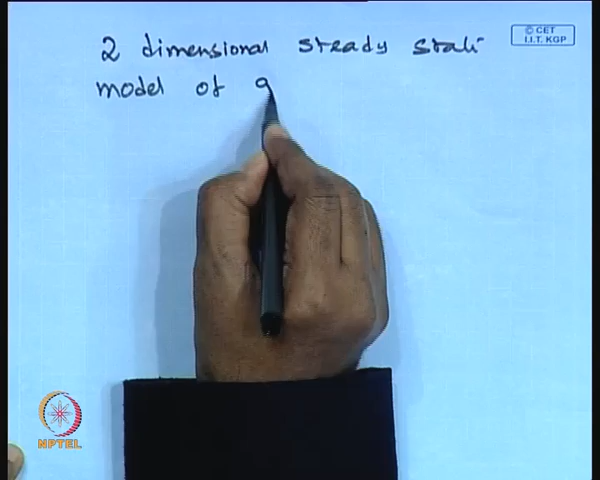 2 dimensional steady state
model of a
© CET
I.I.T. KGP
NPTEL